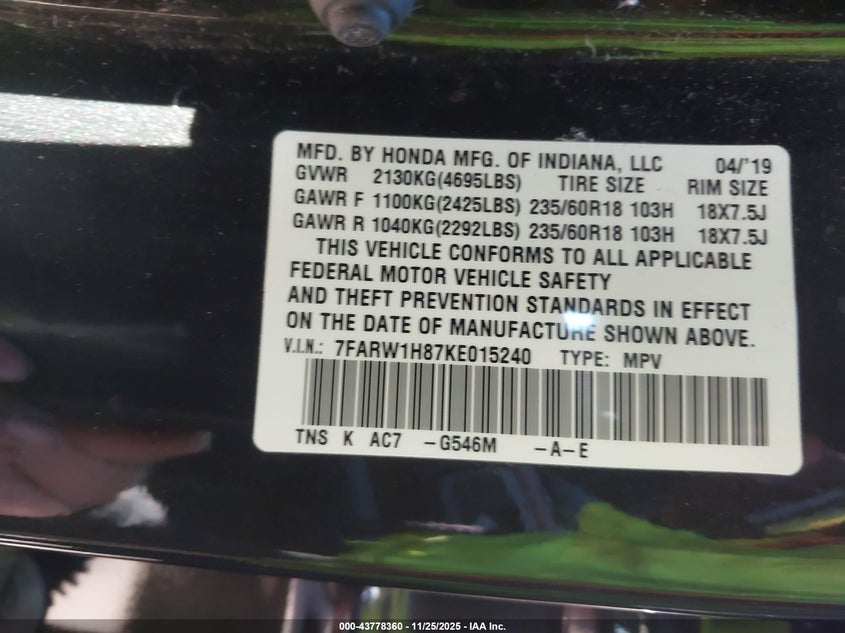 MFD. BY HONDA MFG. OF INDIANA, LLC 04/'19
GVWR 2130KG(4695LBS) TIRE SIZE RIM SIZE
GAWR F 1100KG(2425LBS) 235/60R18 103H 18X7.5J
GAWR R 1040KG(2292LBS) 235/60R18 103H 18X7.5J
THIS VEHICLE CONFORMS TO ALL APPLICABLE
FEDERAL MOTOR VEHICLE SAFETY
AND THEFT PREVENTION STANDARDS IN EFFECT
ON THE DATE OF MANUFACTURE SHOWN ABOVE.
V.I.N.: 7FARW1H87KE015240 TYPE: MPV
TNS K AC7 -G546M -A-E
000-43778360 - 11/25/2025 - IAA Inc.